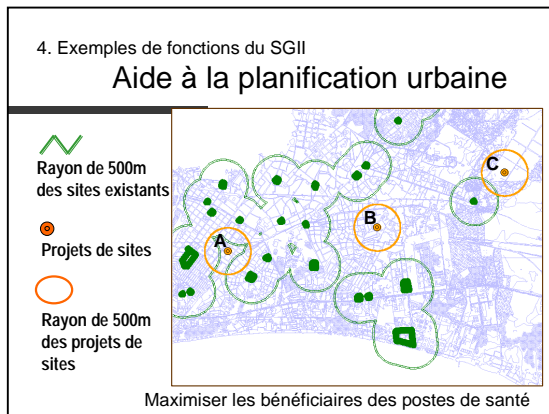 4. Exemples de fonctions du SGII
Aide à la planification urbaine
Rayon de 500m
des sites existants
Projets de sites
Rayon de 500m
des projets de
sites
A
B
C
Maximiser les bénéficiaires des postes de santé